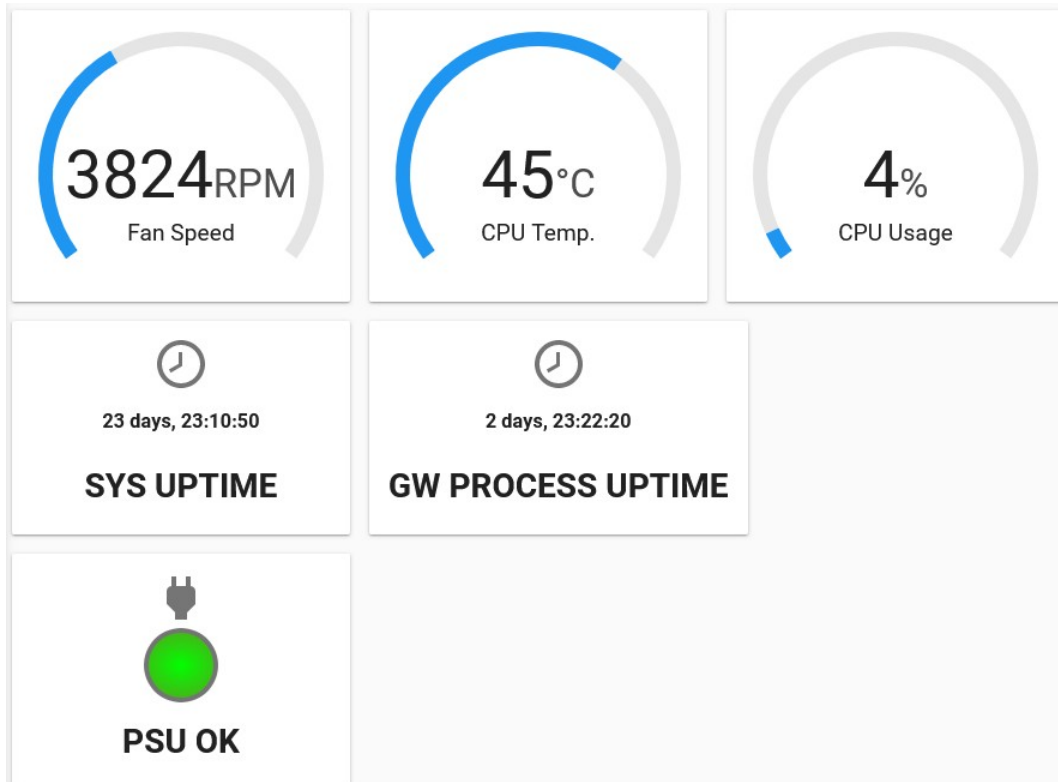 3824RPM
Fan Speed
45°C
CPU Temp.
4%
CPU Usage
23 days, 23:10:50
SYS UPTIME
2 days, 23:22:20
GW PROCESS UPTIME
PSU OK